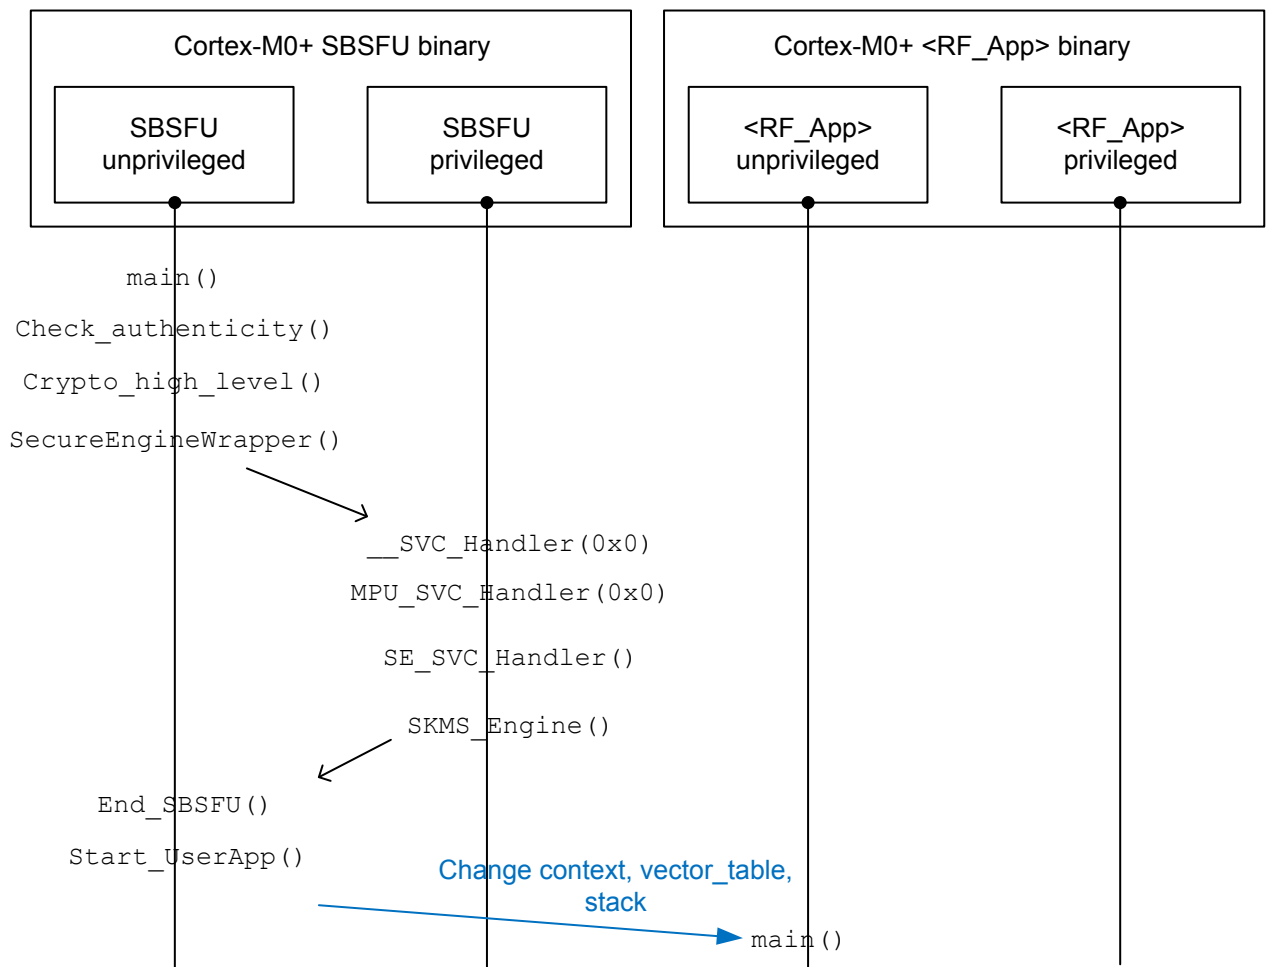 Cortex-M0+ SBSFU binary
Cortex-M0+ <RF_App> binary
SBSFU
unprivileged
SBSFU
privileged
<RF_App>
unprivileged
<RF_App>
privileged
main()
Check_authenticity()
Crypto_high_level()
SecureEngineWrapper()
__SVC_Handler(0x0)
MPU_SVC_Handler(0x0)
SE_SVC_Handler()
SKMS_Engine()
End_SBSFU()
Start_UserApp()
Change context, vector_table,
stack
main()